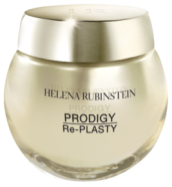 HELENA RUBINSTEIN
PRODIGY
PRODIGY
Re-PLASTY